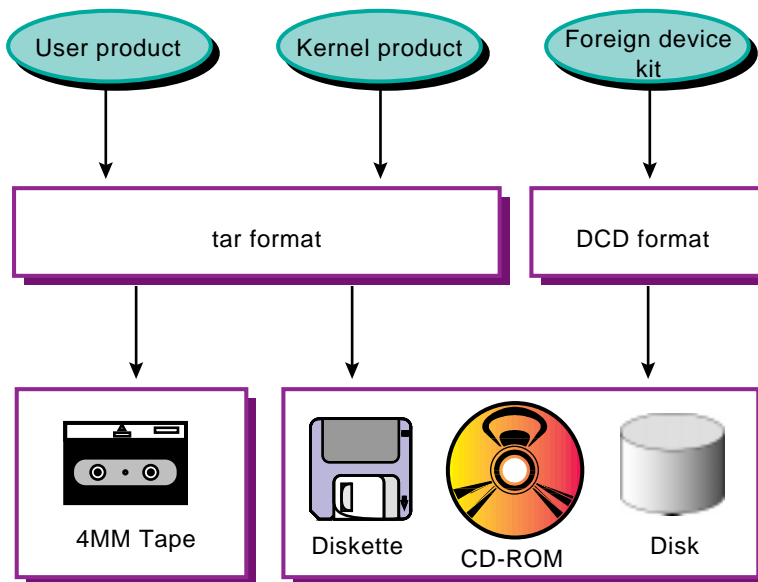 User product
Kernel product
Foreign device
kit
tar format
DCD format
4MM Tape
Diskette
CD-ROM
Disk